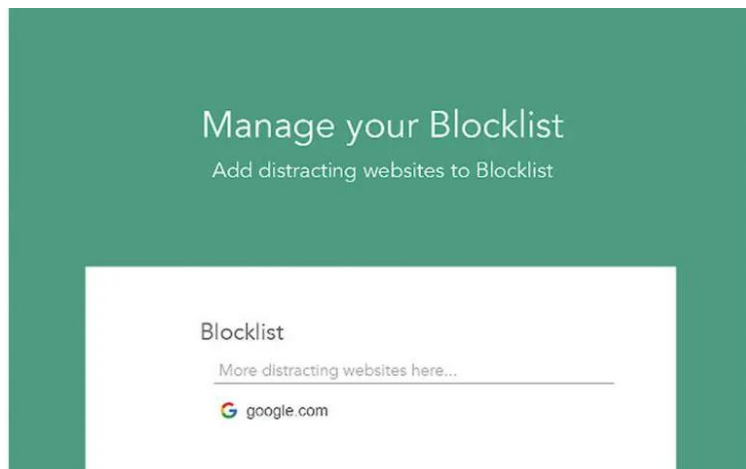 Manage your Blocklist
Add distracting websites to Blocklist
Blocklist
More distracting websites here...
google.com